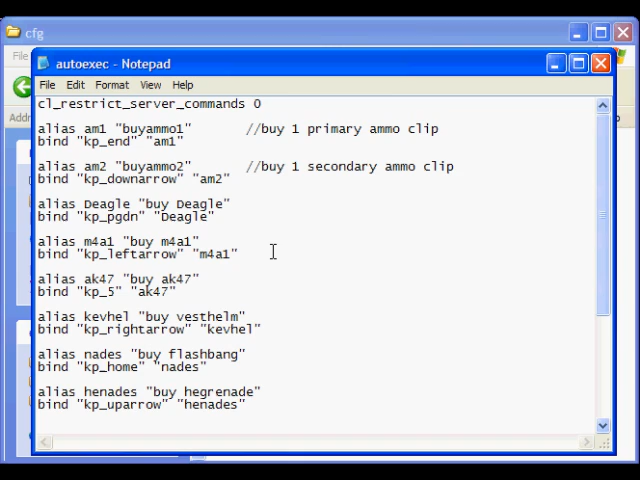 cfg
File
Addr
autoexec - Notepad
File Edit Format View Help
cl_restrict_server_commands 0
alias am1 "buyammo1" //buy 1 primary ammo clip
bind "kp_end" "am1"
alias am2 "buyammo2" //buy 1 secondary ammo clip
bind "kp_downarrow" "am2"
alias Deagle "buy Deagle"
bind "kp_pgdn" "Deagle"
alias m4a1 "buy m4a1"
bind "kp_leftarrow" "m4a1"
alias ak47 "buy ak47"
bind "kp_5" "ak47"
alias kevhel "buy vesthelm"
bind "kp_rightarrow" "kevhel"
alias nades "buy flashbang"
bind "kp_home" "nades"
alias henades "buy hegrenade"
bind "kp_uparrow" "henades"